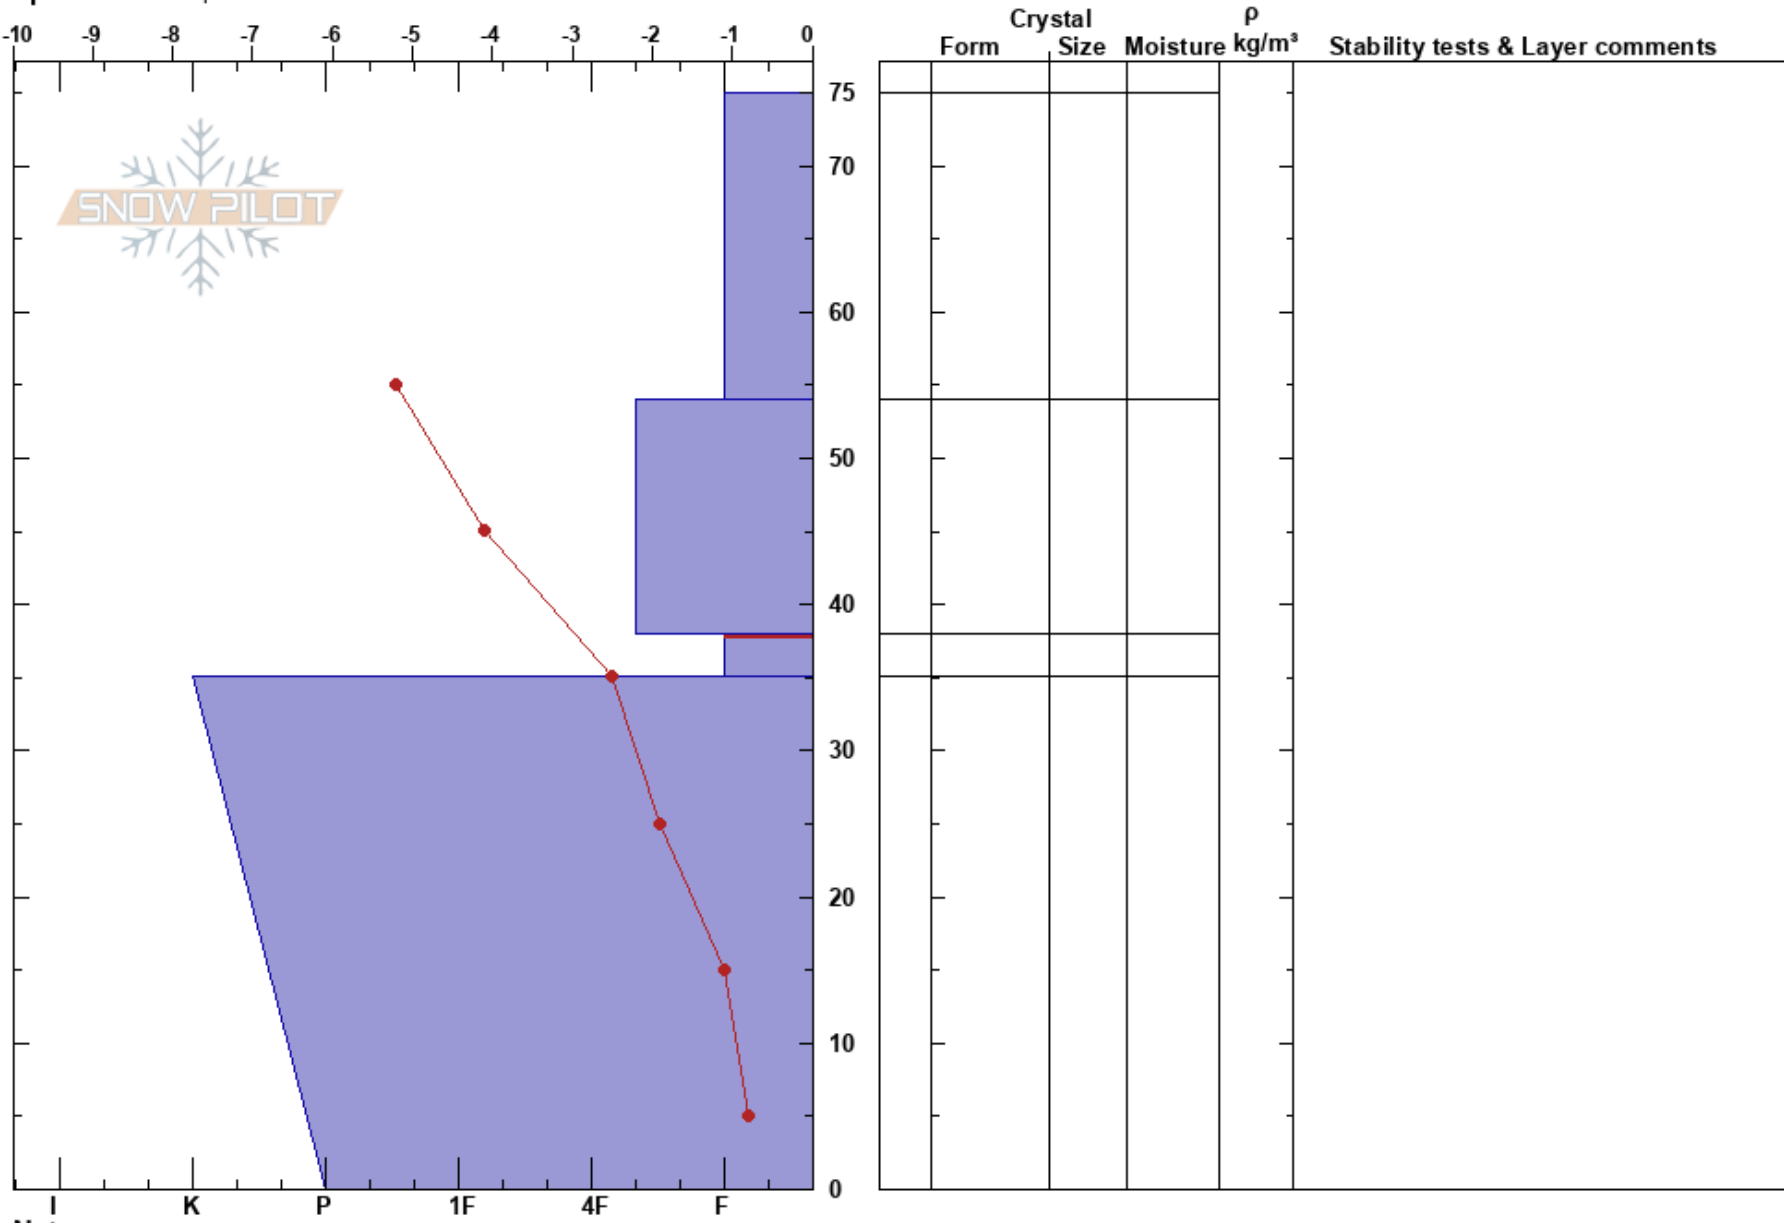 -10 -9 -8 -7 -6 -5 -4 -3 -2 -1 0
Crystal
Form Size Moisture ρ kg/m³ Stability tests & Layer comments
75
70
SNOW PILOT
60
50
40
30
20
10
0
I K P 1F 4F F